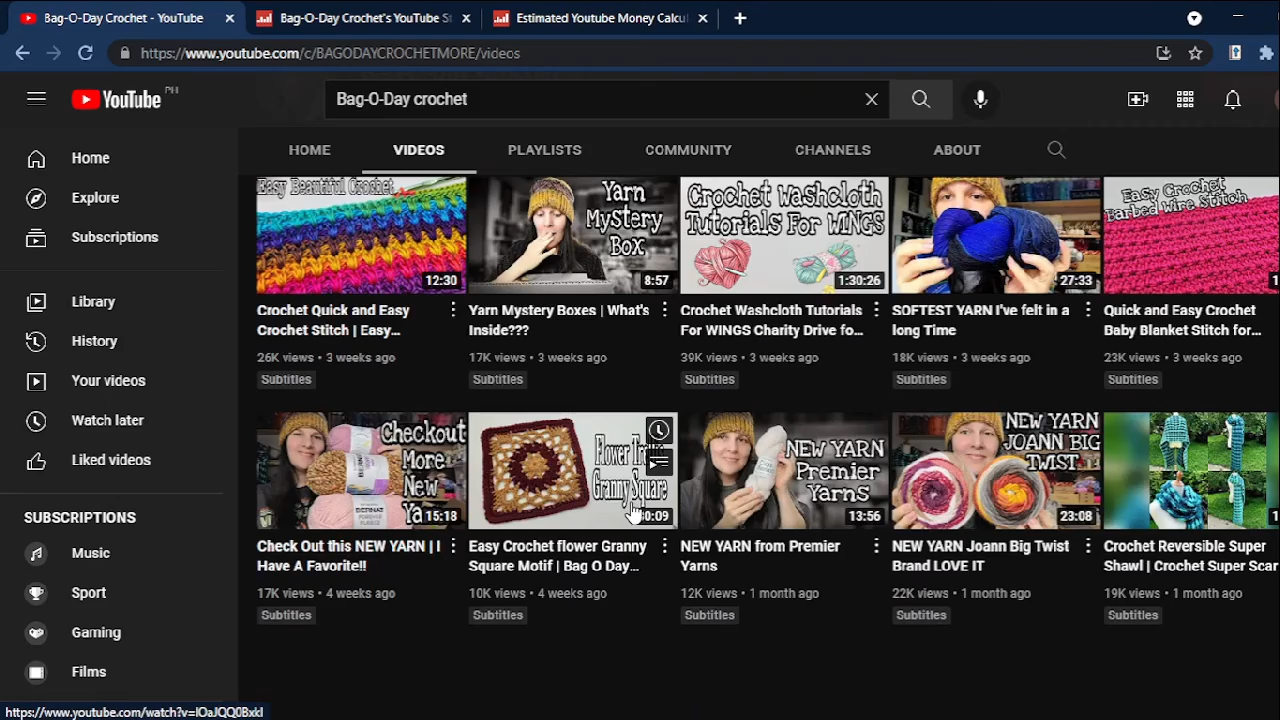 Bag-O-Day Crochet - YouTube
Bag-O-Day Crochet's YouTube St
Estimated Youtube Money Calcu
https://www.youtube.com/c/BAGODAYCROCHETMORE/videos
YouTube PH
Bag-O-Day crochet
HOME
VIDEOS
PLAYLISTS
COMMUNITY
CHANNELS
ABOUT
Home
Explore
Subscriptions
Library
History
Your videos
Watch later
Liked videos
SUBSCRIPTIONS
Music
Sport
Gaming
Films
Easy Beautiful Crochet
12:30
Crochet Quick and Easy
Crochet Stitch | Easy...
26K views • 3 weeks ago
Subtitles
Yarn
Mystery
Box
8:57
Yarn Mystery Boxes | What's
Inside???
17K views • 3 weeks ago
Subtitles
Crochet Washcloth
Tutorials For WINGS
1:30:26
Crochet Washcloth Tutorials
For WINGS Charity Drive fo...
39K views • 3 weeks ago
Subtitles
27:33
SOFTEST YARN I've felt in a
long Time
18K views • 3 weeks ago
Subtitles
Easy Crochet
Barbed Wire Stitch
Quick and Easy Crochet
Baby Blanket Stitch for...
23K views • 3 weeks ago
Subtitles
Checkout
More
New
Ya
15:18
Check Out this NEW YARN | I
Have A Favorite!!
17K views • 4 weeks ago
Subtitles
Flower
Granny
Square
0:09
Easy Crochet flower Granny
Square Motif | Bag O Day...
10K views • 4 weeks ago
Subtitles
NEW YARN
Premier
Yarns
13:56
NEW YARN from Premier
Yarns
12K views • 1 month ago
Subtitles
NEW YARN
JOANN BIG
TWIST
23:08
NEW YARN Joann Big Twist
Brand LOVE IT
22K views • 1 month ago
Subtitles
Crochet Reversible Super
Shawl | Crochet Super Scar
19K views • 1 month ago
Subtitles
https://www.youtube.com/watch?v=IOaJQQ0BxkI